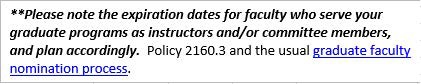 **Please note the expiration dates for faculty who serve your
graduate programs as instructors and/or committee members,
and plan accordingly.  Policy 2160.3 and the usual graduate faculty
nomination process.